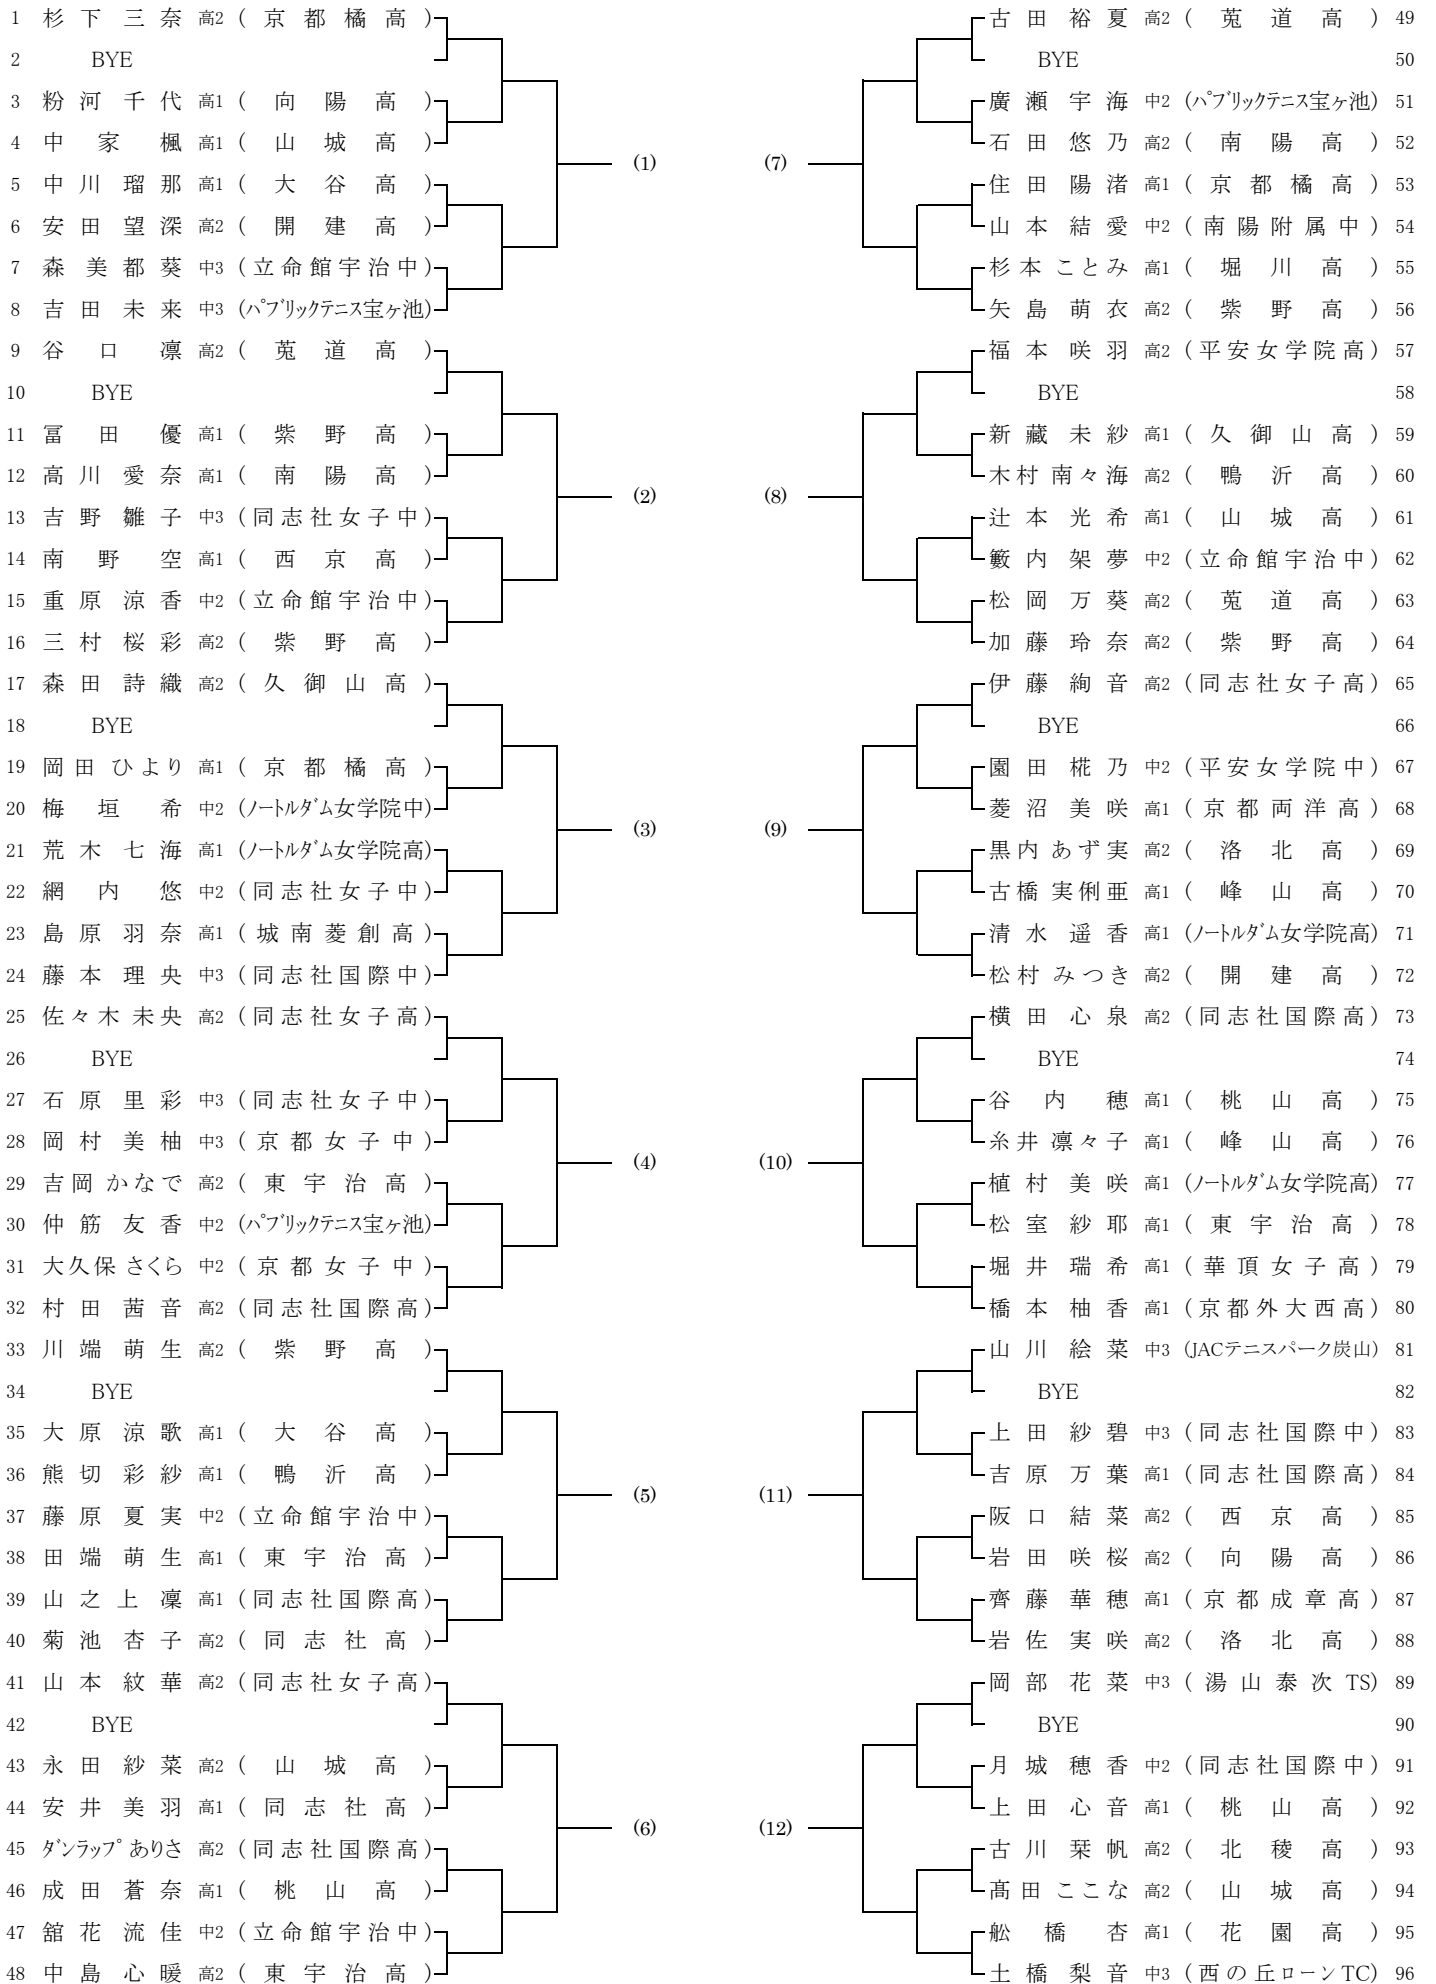 1 杉下三奈 高2 (京都橘高)
2 BYE
3 粉河千代 高1 (向陽高)
4 中家楓 高1 (山城高)
5 中川瑠那 高1 (大谷高)
6 安田望深 高2 (開建高)
7 森美都葵 中3 (立命館宇治中)
8 吉田未来 中3 (パブリックテニス宝ヶ池)
(1)
9 谷口凛 高2 (莵道高)
10 BYE
11 冨田優 高1 (紫野高)
12 高川愛奈 高1 (南陽高)
13 吉野雛子 中3 (同志社女子中)
14 南野空 高1 (西京高)
15 重原涼香 中2 (立命館宇治中)
16 三村桜彩 高2 (紫野高)
(2)
17 森田詩織 高2 (久御山高)
18 BYE
19 岡田ひより 高1 (京都橘高)
20 梅垣希 中2 (ノートルダム女学院中)
21 荒木七海 高1 (ノートルダム女学院高)
22 網内悠 中2 (同志社女子中)
23 島原羽奈 高1 (城南菱創高)
24 藤本理央 中3 (同志社国際中)
(3)
25 佐々木未央 高2 (同志社女子高)
26 BYE
27 石原里彩 中3 (同志社女子中)
28 岡村美柚 中3 (京都女子中)
29 吉岡かなで 高2 (東宇治高)
30 仲筋友香 中2 (パブリックテニス宝ヶ池)
31 大久保さくら 中2 (京都女子中)
32 村田茜音 高2 (同志社国際高)
(4)
33 川端萌生 高2 (紫野高)
34 BYE
35 大原涼歌 高1 (大谷高)
36 熊切彩紗 高1 (鴨沂高)
37 藤原夏実 中2 (立命館宇治中)
38 田端萌生 高1 (東宇治高)
39 山之上凜 高1 (同志社国際高)
40 菊池杏子 高2 (同志社高)
(5)
41 山本紋華 高2 (同志社女子高)
42 BYE
43 永田紗菜 高2 (山城高)
44 安井美羽 高1 (同志社高)
45 ダンラップありさ 高2 (同志社国際高)
46 成田蒼奈 高1 (桃山高)
47 舘花流佳 中2 (立命館宇治中)
48 中島心暖 高2 (東宇治高)
(6)
古田裕夏 高2 (莵道高) 49
BYE 50
廣瀬宇海 中2 (パブリックテニス宝ヶ池) 51
石田悠乃 高2 (南陽高) 52
住田陽渚 高1 (京都橘高) 53
山本結愛 中2 (南陽附属中) 54
杉本ことみ 高1 (堀川高) 55
矢島萌衣 高2 (紫野高) 56
(7)
福本咲羽 高2 (平安女学院高) 57
BYE 58
新藏未紗 高1 (久御山高) 59
木村南々海 高2 (鴨沂高) 60
辻本光希 高1 (山城高) 61
籔内架夢 中2 (立命館宇治中) 62
松岡万葵 高2 (莵道高) 63
加藤玲奈 高2 (紫野高) 64
(8)
伊藤絢音 高2 (同志社女子高) 65
BYE 66
園田椛乃 中2 (平安女学院中) 67
菱沼美咲 高1 (京都両洋高) 68
黒内あず実 高2 (洛北高) 69
古橋実俐亜 高1 (峰山高) 70
清水遥香 高1 (ノートルダム女学院高) 71
松村みつき 高2 (開建高) 72
(9)
横田心泉 高2 (同志社国際高) 73
BYE 74
谷内穂 高1 (桃山高) 75
糸井凛々子 高1 (峰山高) 76
植村美咲 高1 (ノートルダム女学院高) 77
松室紗耶 高1 (東宇治高) 78
堀井瑞希 高1 (華頂女子高) 79
橋本柚香 高1 (京都外大西高) 80
(10)
山川絵菜 中3 (JACテニスパーク炭山) 81
BYE 82
上田紗碧 中3 (同志社国際中) 83
吉原万葉 高1 (同志社国際高) 84
阪口結菜 高2 (西京高) 85
岩田咲桜 高2 (向陽高) 86
齊藤華穂 高1 (京都成章高) 87
岩佐実咲 高2 (洛北高) 88
(11)
岡部花菜 中3 (湯山泰次TS) 89
BYE 90
月城穂香 中2 (同志社国際中) 91
上田心音 高1 (桃山高) 92
古川栞帆 高2 (北稜高) 93
髙田ここな 高2 (山城高) 94
舩橋杏 高1 (花園高) 95
土橋梨音 中3 (西の丘ローンTC) 96
(12)